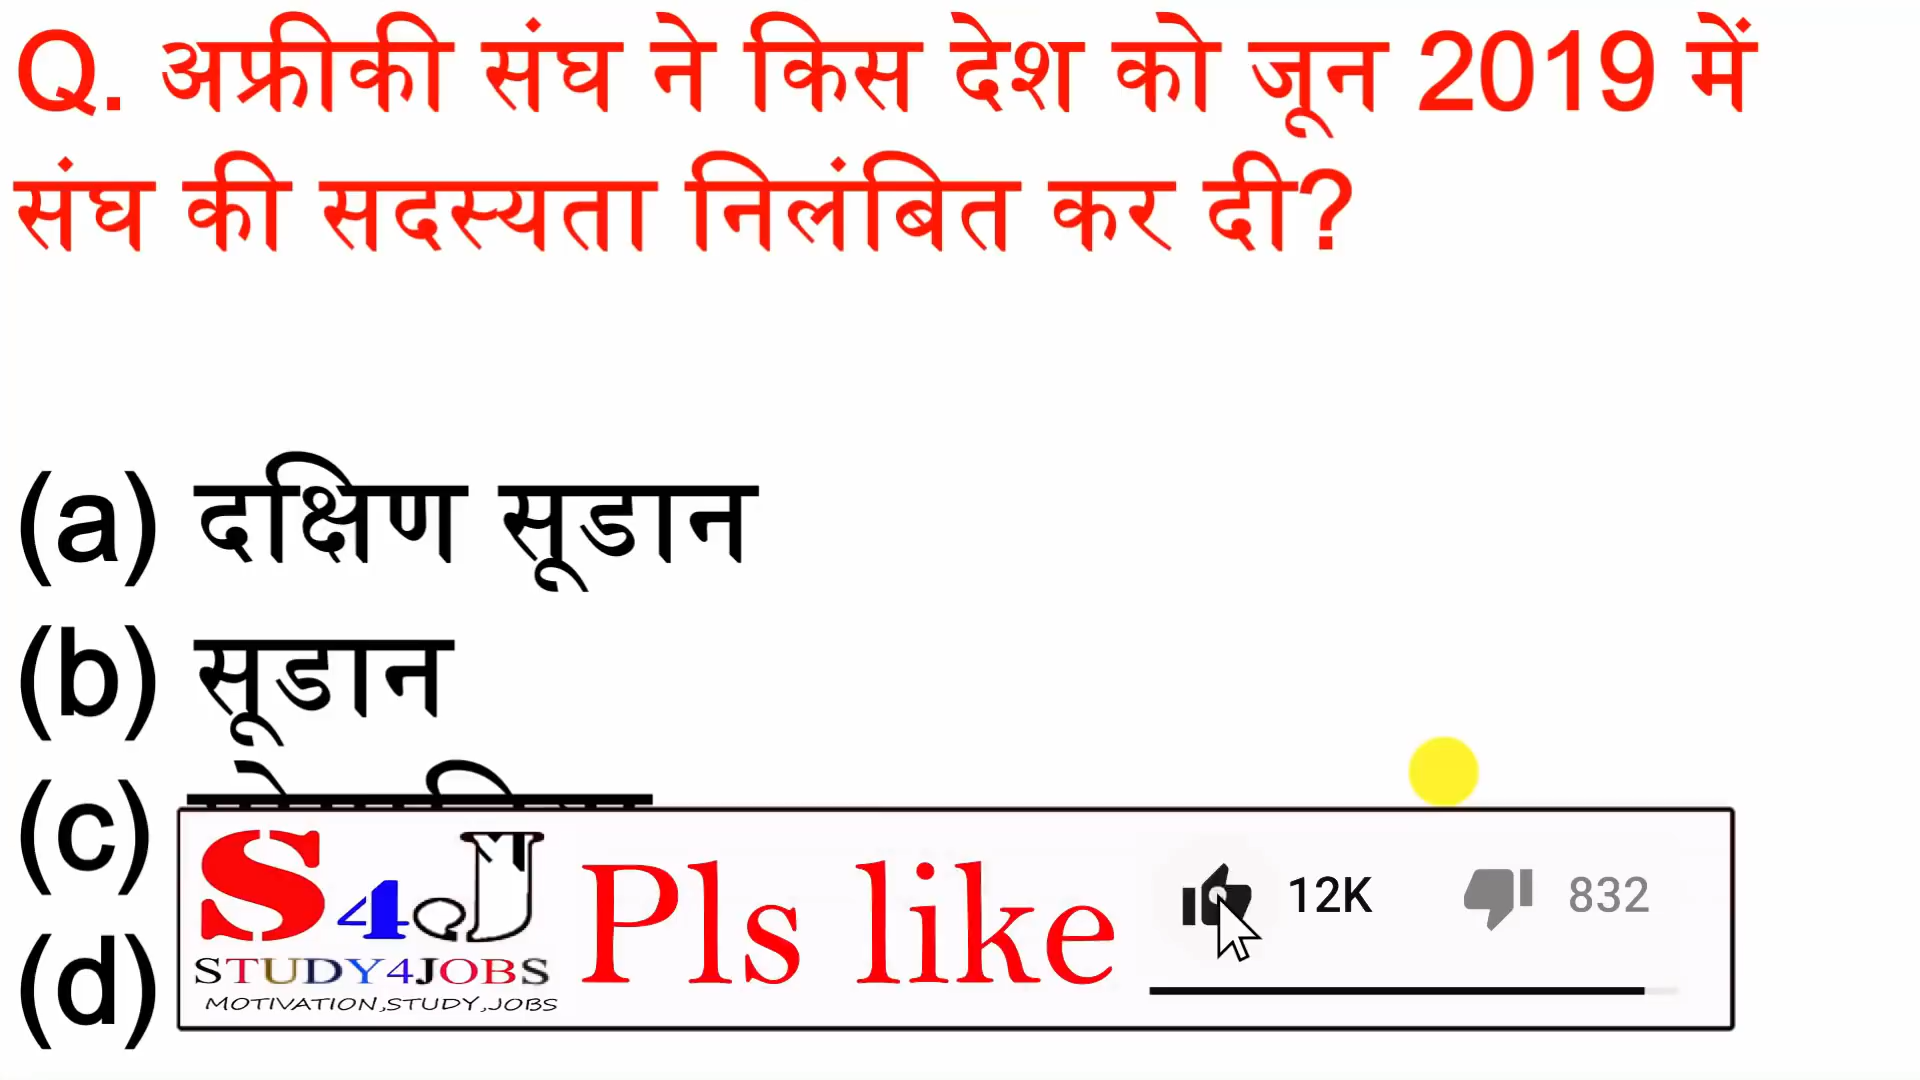 Q. अफ्रीकी संघ ने किस देश को जून 2019 में
संघ की सदस्यता निलंबित कर दी?
(a) दक्षिण सूडान
(b) सूडान
(c)
(d)
S4J
STUDY4JOBS
MOTIVATION,STUDY,JOBS
Pls like
12K
832